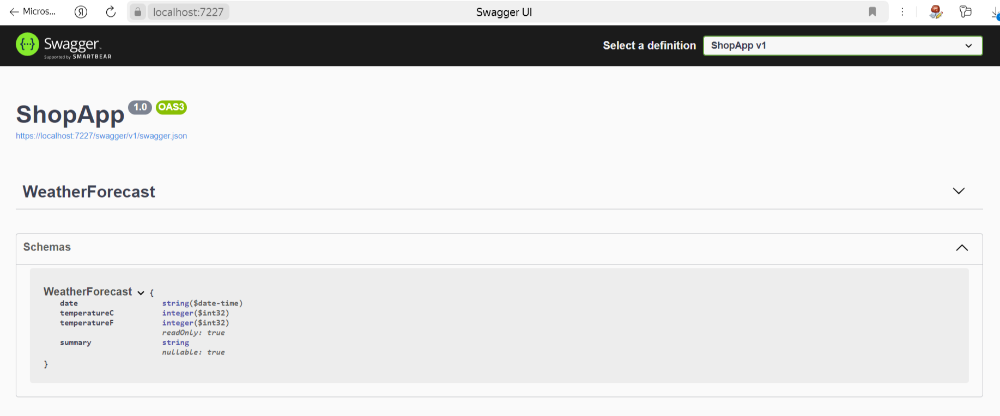 Micros...
Я
localhost:7227
Swagger UI
Swagger
Supported by SMARTBEAR
Select a definition
ShopApp v1
ShopApp 1.0 OAS3
https://localhost:7227/swagger/v1/swagger.json
WeatherForecast
Schemas
WeatherForecast {
date string($date-time)
temperatureC integer($int32)
temperatureF integer($int32)
readOnly: true
summary string
nullable: true
}